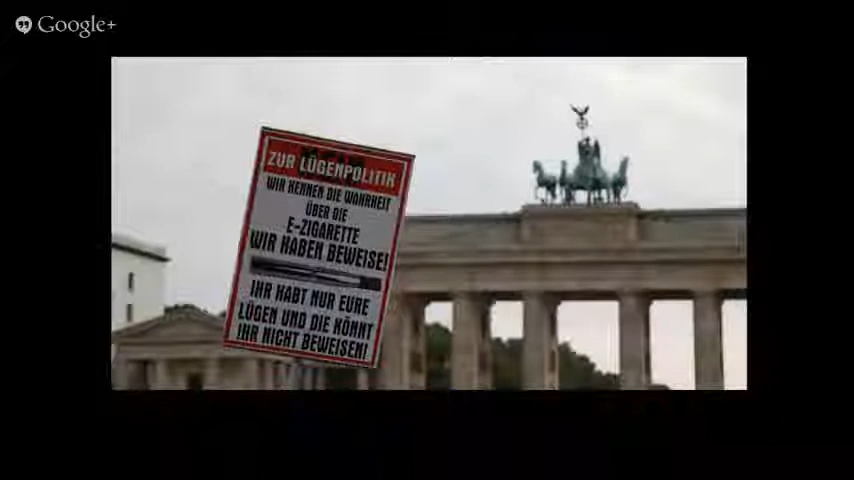 Google+
ZUR LÜGENPOLITIK
WIR KENNEN DIE WAHRHEIT
ÜBER DIE
E-ZIGARETTE
WIR HABEN BEWEISE!
IHR HABT NUR EURE
LÜGEN UND DIE KÖNNT
IHR NICHT BEWEISEN!